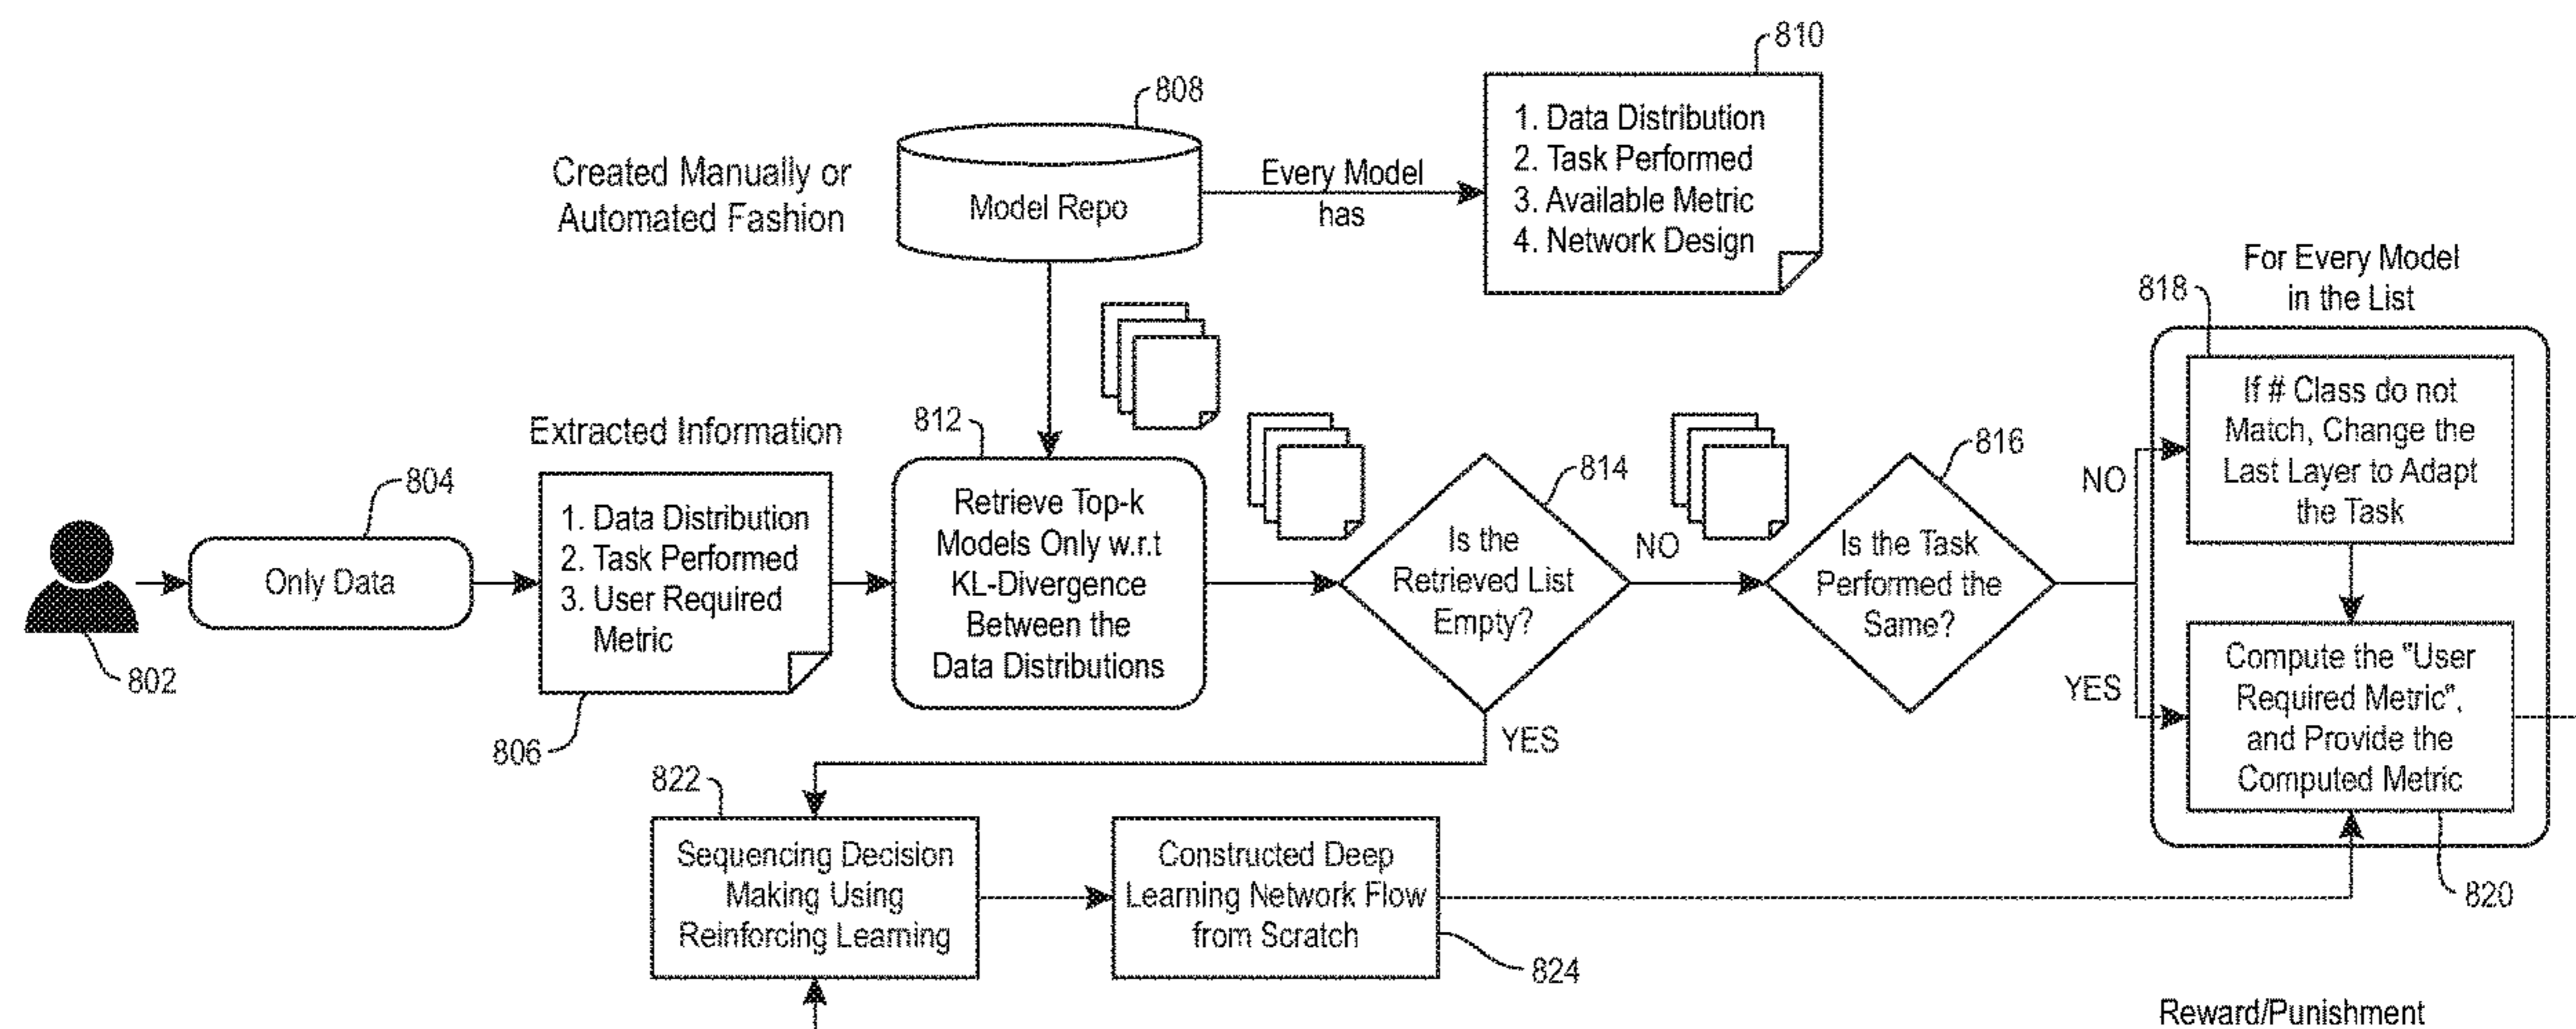 810
808
1. Data Distribution
2. Task Performed
3. Available Metric
4. Network Design
Created Manually or
Automated Fashion
Model Repo
Every Model
has
For Every Model
in the List
818
If # Class do not
Match, Change the
Last Layer to Adapt
the Task
Extracted Information
812
804
Only Data
802
1. Data Distribution
2. Task Performed
3. User Required
Metric
806
Retrieve Top-k
Models Only w.r.t
KL-Divergence
Between the
Data Distributions
814
Is the
Retrieved List
Empty?
NO
YES
816
Is the Task
Performed the
Same?
NO
YES
Compute the "User
Required Metric",
and Provide the
Computed Metric
820
822
Sequencing Decision
Making Using
Reinforcing Learning
Constructed Deep
Learning Network Flow
from Scratch
824
Reward/Punishment